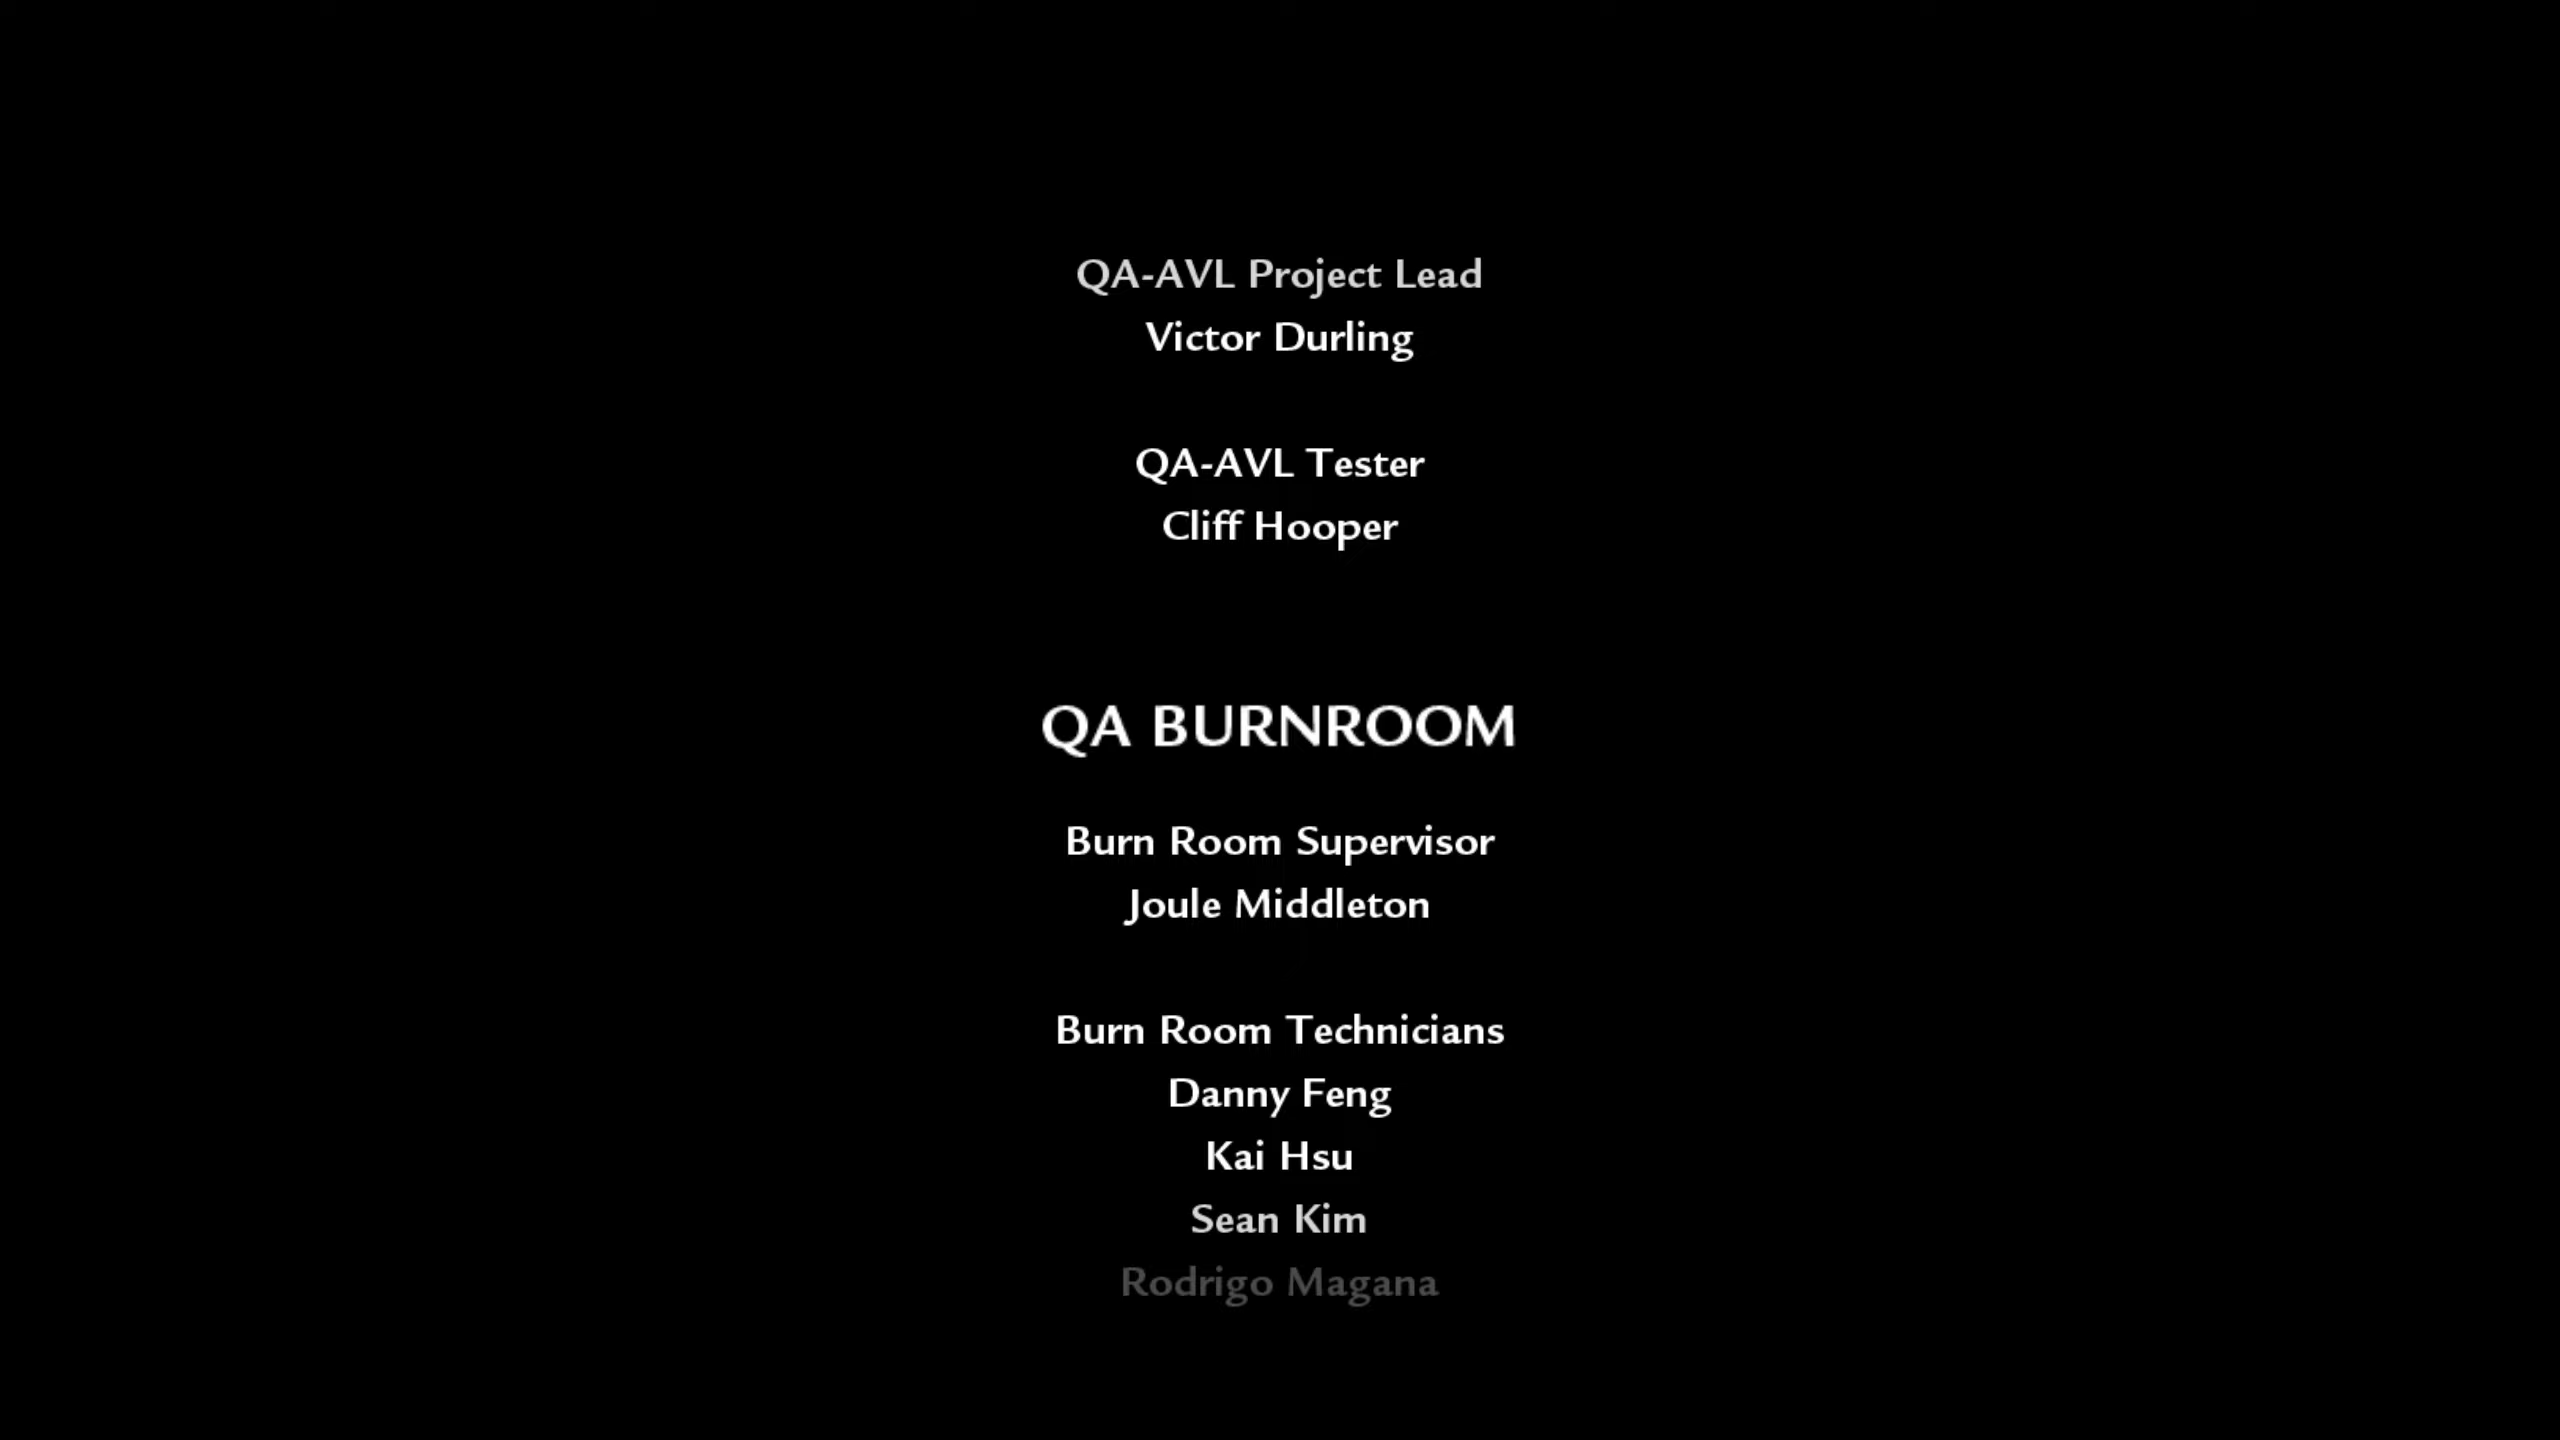 QA-AVL Project Lead
Victor Durling
QA-AVL Tester
Cliff Hooper
QA BURNROOM
Burn Room Supervisor
Joule Middleton
Burn Room Technicians
Danny Feng
Kai Hsu
Sean Kim
Rodrigo Magana